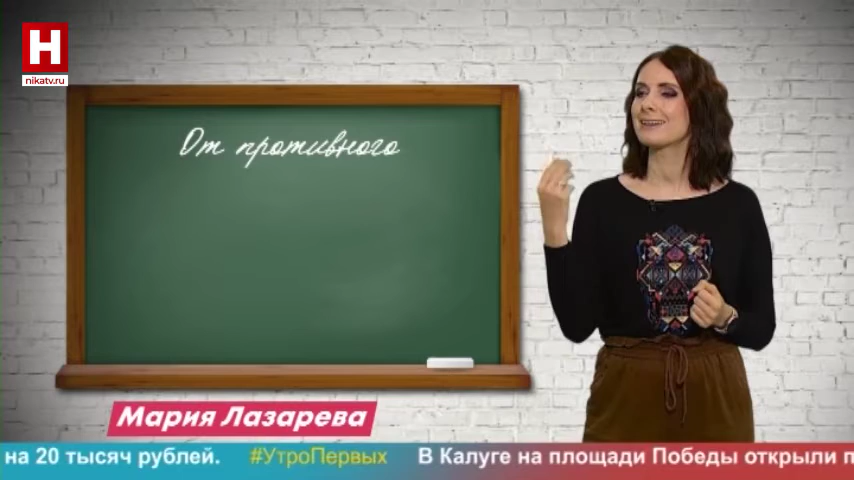 Н
nikatv.ru
От противного
Мария Лазарева
на 20 тысяч рублей. #УтроПервых В Калуге на площади Победы открыли п